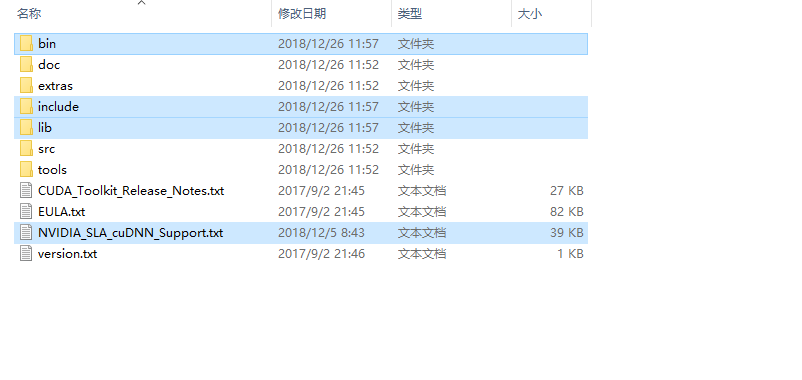 名称 修改日期 类型 大小
bin 2018/12/26 11:57 文件夹
doc 2018/12/26 11:52 文件夹
extras 2018/12/26 11:52 文件夹
include 2018/12/26 11:57 文件夹
lib 2018/12/26 11:57 文件夹
src 2018/12/26 11:52 文件夹
tools 2018/12/26 11:52 文件夹
CUDA_Toolkit_Release_Notes.txt 2017/9/2 21:45 文本文档 27 KB
EULA.txt 2017/9/2 21:45 文本文档 82 KB
NVIDIA_SLA_cuDNN_Support.txt 2018/12/5 8:43 文本文档 39 KB
version.txt 2017/9/2 21:46 文本文档 1 KB